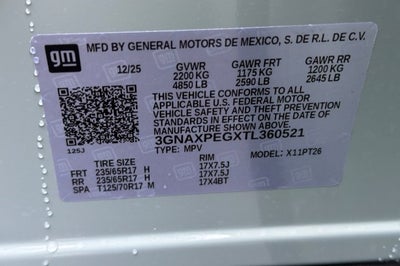 gm
MFD BY GENERAL MOTORS DE MEXICO, S. DE R.L. DE C.V.
12/25 GVWR GAWR FRT GAWR RR
2200 KG 1175 KG 1200 KG
4850 LB 2590 LB 2645 LB
THIS VEHICLE CONFORMS TO ALL
APPLICABLE U.S. FEDERAL MOTOR
VEHICLE SAFETY AND THEFT PREVENTION
STANDARDS IN EFFECT ON THE DATE OF
MANUFACTURE SHOWN ABOVE.
3GNAXPEGXTL360521
125J TYPE: MPV MODEL: X11PT26
TIRE SIZE RIM
FRT 235/65R17 H 17X7.5J
RR 235/65R17 H 17X7.5J
SPA T125/70R17 M 17X4BT